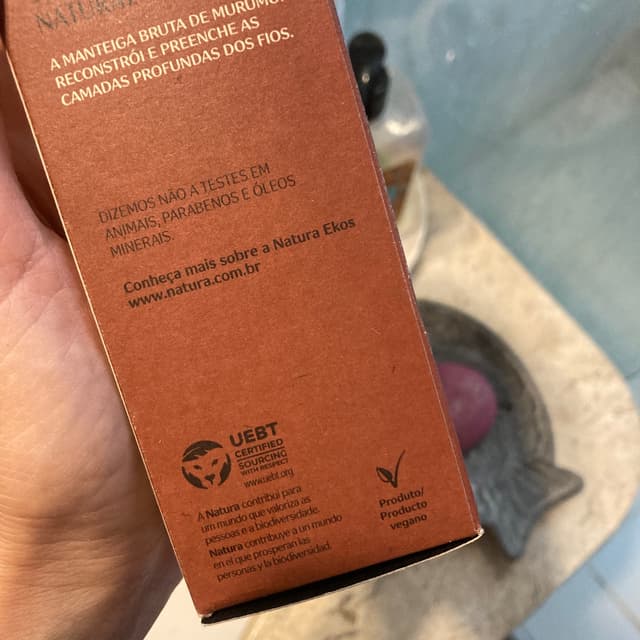 A MANTEIGA BRUTA DE MURUMU
RECONSTRÓI E PREENCHE AS
CAMADAS PROFUNDAS DOS FIOS.
DIZEMOS NÃO A TESTES EM
ANIMAIS, PARABENOS E ÓLEOS
MINERAIS.
Conheça mais sobre a Natura Ekos
www.natura.com.br
UEBT
CERTIFIED
SOURCING
WITH RESPECT
www.uebt.org
A Natura contribui para
um mundo que valoriza as
pessoas e a biodiversidade.
Natura contribuye a un mundo
en el que prosperan las
personas y la biodiversidad.
Produto/
Producto
vegano